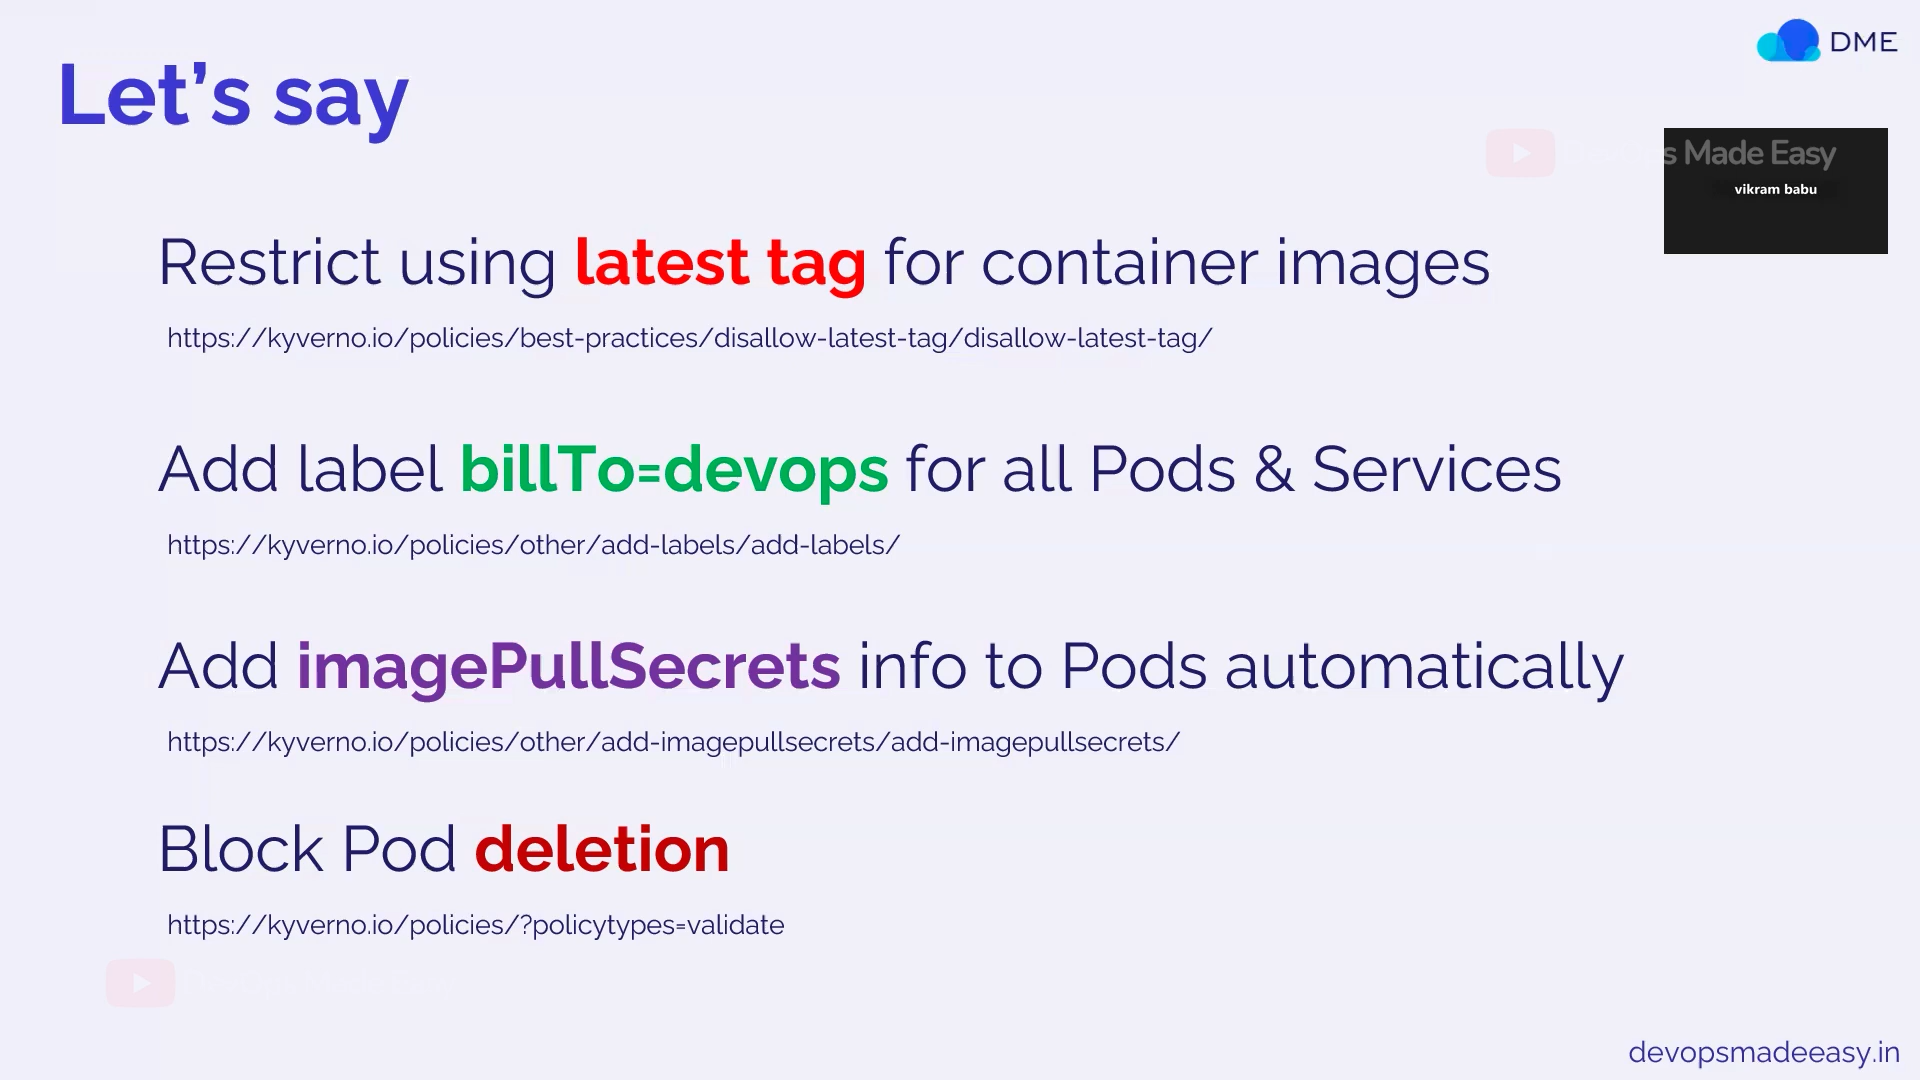 DME
Let’s say
s Made Easy
vikram babu
Restrict using latest tag for container images
https://kyverno.io/policies/best-practices/disallow-latest-tag/disallow-latest-tag/
Add label billTo=devops for all Pods & Services
https://kyverno.io/policies/other/add-labels/add-labels/
Add imagePullSecrets info to Pods automatically
https://kyverno.io/policies/other/add-imagepullsecrets/add-imagepullsecrets/
Block Pod deletion
https://kyverno.io/policies/?policytypes=validate
devopsmadeeasy.in